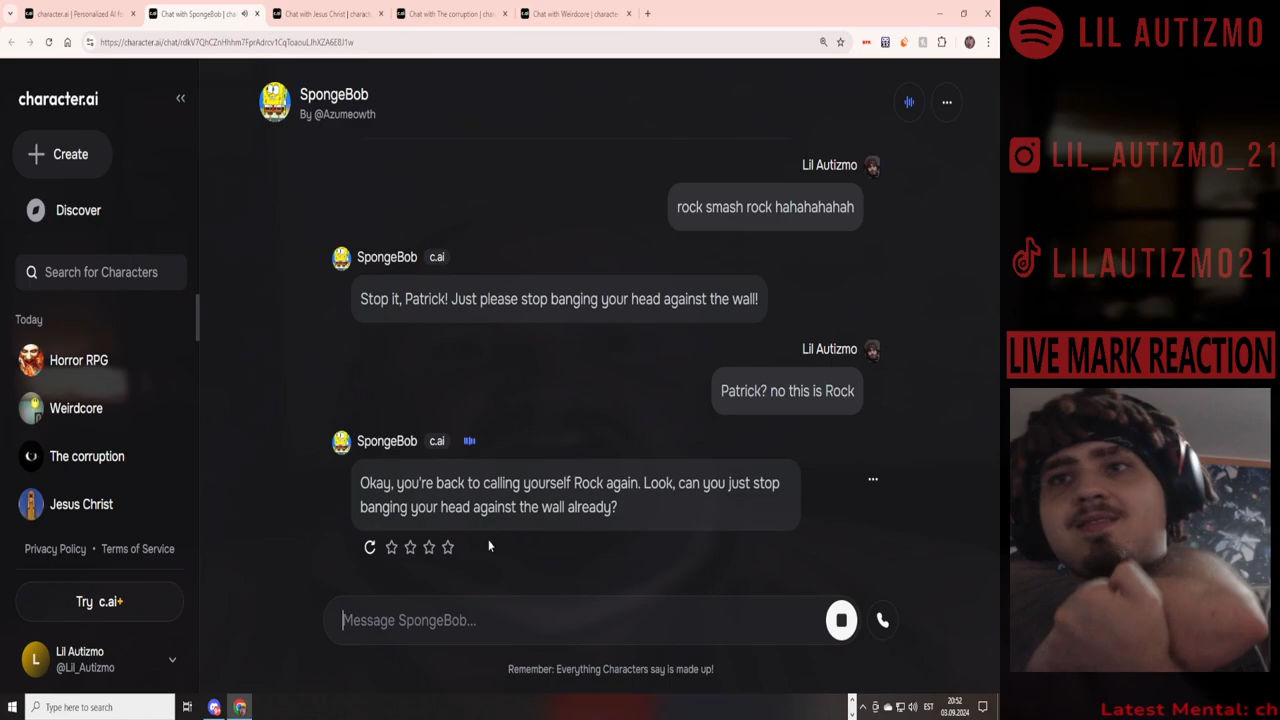 character.ai | Personalized AI for
Chat with SpongeBob | cha
Chat with Jesus Christ | charac
Chat with The corruption | cha
Chat with Weirdcore | characte
https://character.ai/chat/rdkV7QhCZnHhhm7FprAdrcv1CqToaouLJhXZA6E8J1w
character.ai
Create
Discover
Search for Characters
Today
Horror RPG
Weirdcore
The corruption
Jesus Christ
Privacy Policy • Terms of Service
Try c.ai+
L
Lil Autizmo
@Lil_Autizmo
SpongeBob
By @Azumeowth
Lil Autizmo
rock smash rock hahahahahah
SpongeBob c.ai
Stop it, Patrick! Just please stop banging your head against the wall!
Lil Autizmo
Patrick? no this is Rock
SpongeBob c.ai
Okay, you're back to calling yourself Rock again. Look, can you just stop
banging your head against the wall already?
Message SpongeBob...
Remember: Everything Characters say is made up!
LIL AUTIZMO
LIL_AUTIZMO_21
LILAUTIZMO21
LIVE MARK REACTION
Latest Mental: ch
Type here to search
EST
20:52
03.09.2024